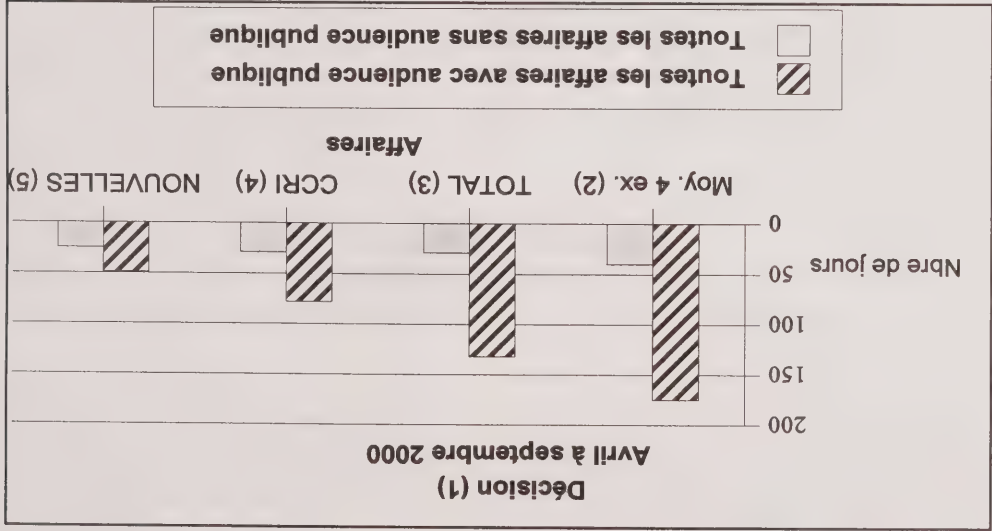 Décision (1)
Avril à septembre 2000
200
150
100
50
0
Nbre de jours
Moy. 4 ex. (2) TOTAL (3) CCRI (4) NOUVELLES (5)
Affaires
Toutes les affaires avec audience publique
Toutes les affaires sans audience publique